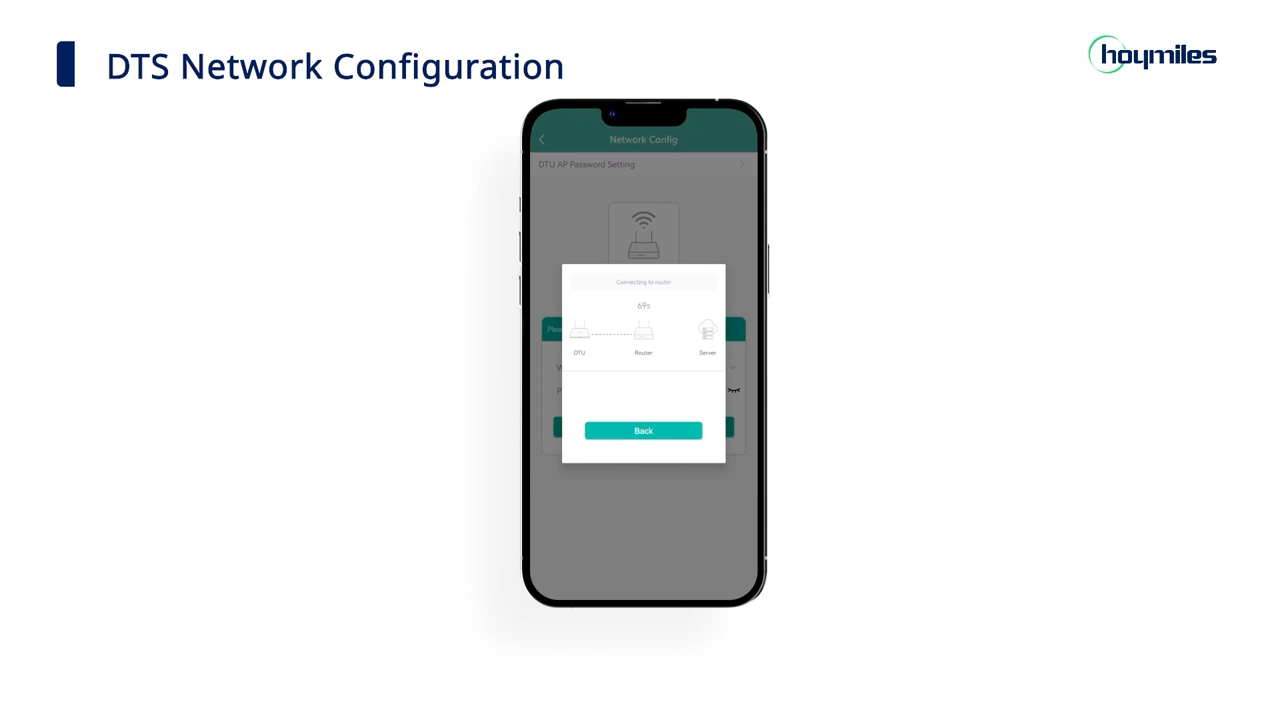 DTS Network Configuration
hoymiles
Network Config
DTU AP Password Setting
Connecting to router
69s
DTU
Router
Server
Back